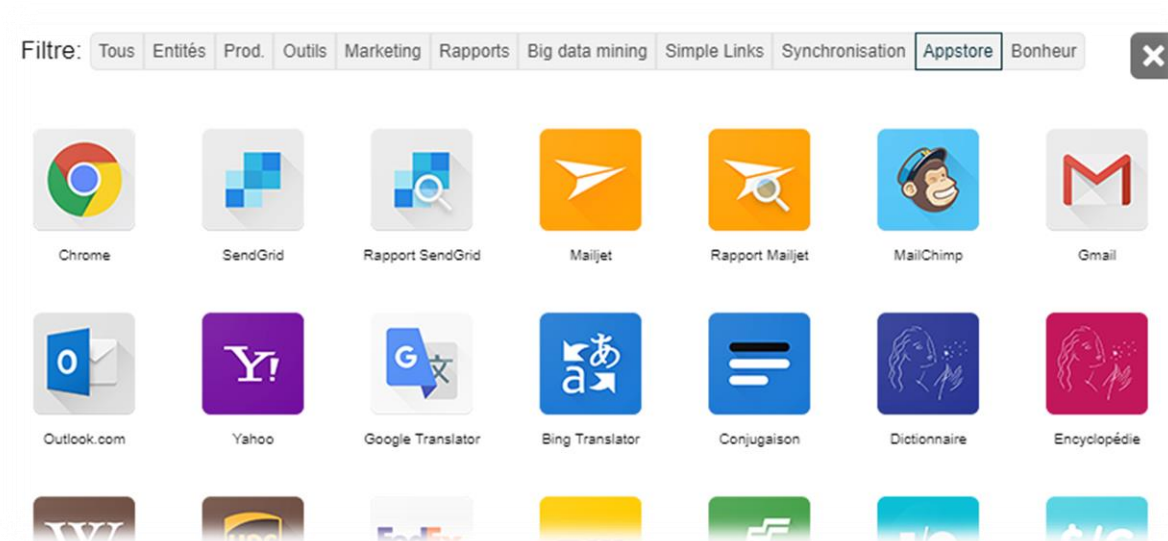 Filtre: Tous Entités Prod. Outils Marketing Rapports Big data mining Simple Links Synchronisation Appstore Bonheur
Chrome SendGrid Rapport SendGrid Mailjet Rapport Mailjet MailChimp Gmail
Outlook.com Yahoo Google Translator Bing Translator Conjugaison Dictionnaire Encyclopédie